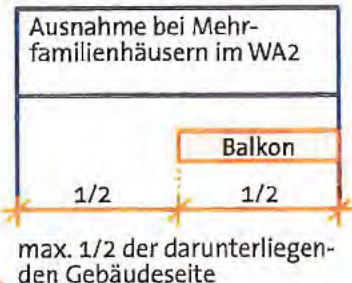 Ausnahme bei Mehr-
familienhäusern im WA2
Balkon
1/2 1/2
max. 1/2 der darunterliegen-
den Gebäudeseite